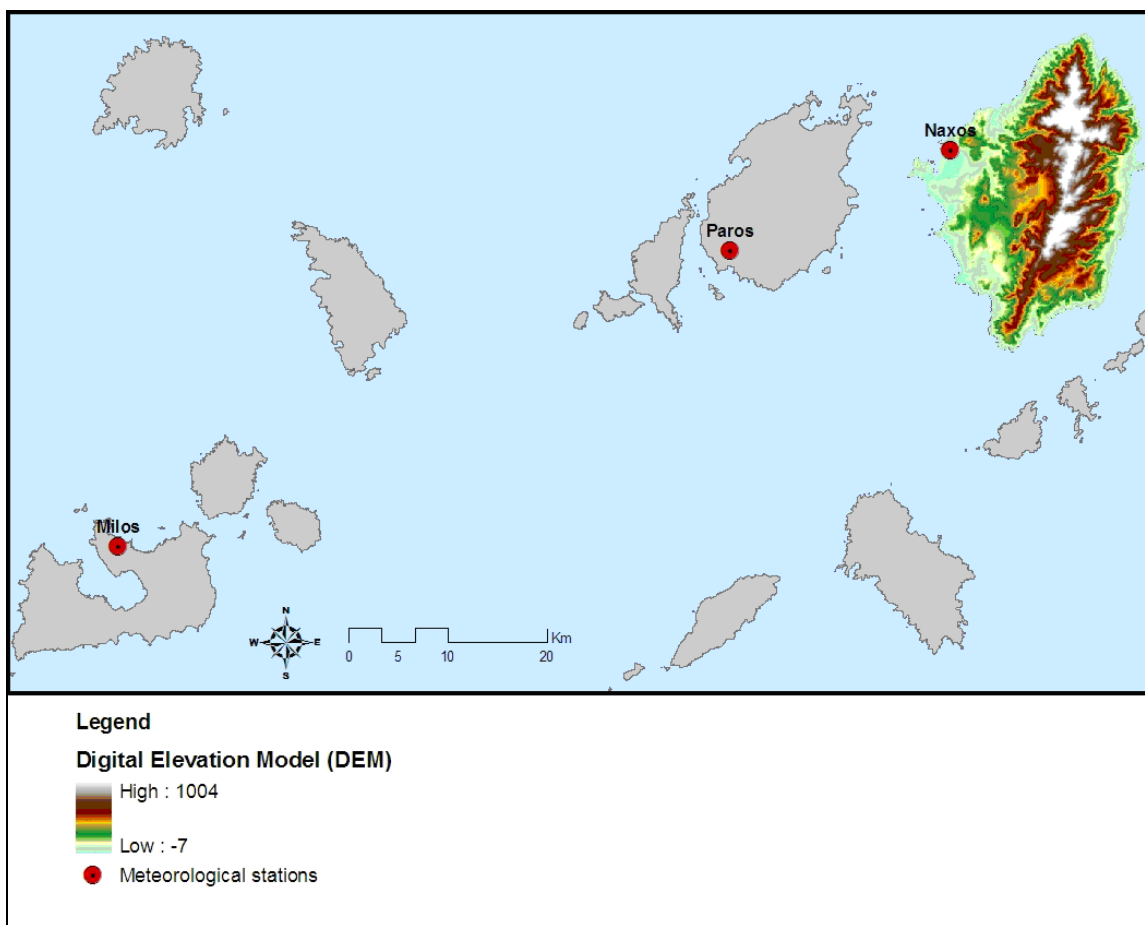 Naxos
Paros
Milos
N
W E
S
Km
0 5 10 20
Legend
Digital Elevation Model (DEM)
High : 1004
Low : -7
Meteorological stations